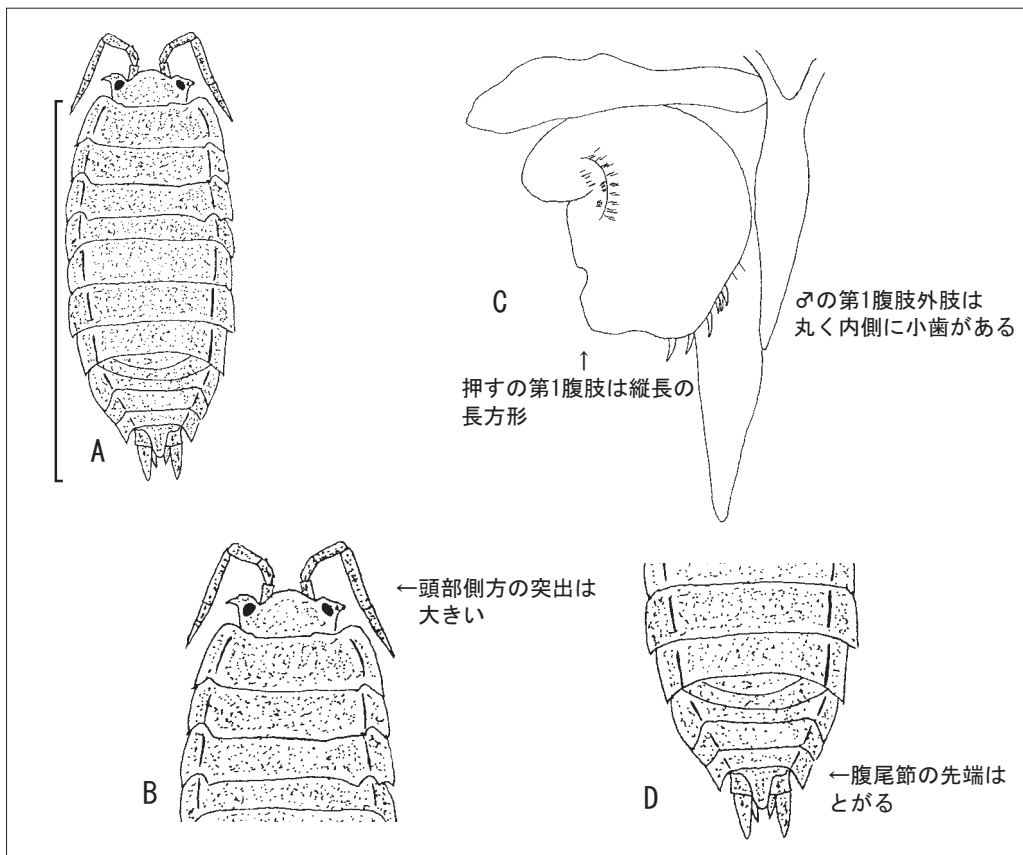 A
C
♂の第1腹肢外肢は
丸く内側に小歯がある
↑
押すの第1腹肢は縦長の
長方形
B
←頭部側方の突出は
大きい
D
←腹尾節の先端は
とがる